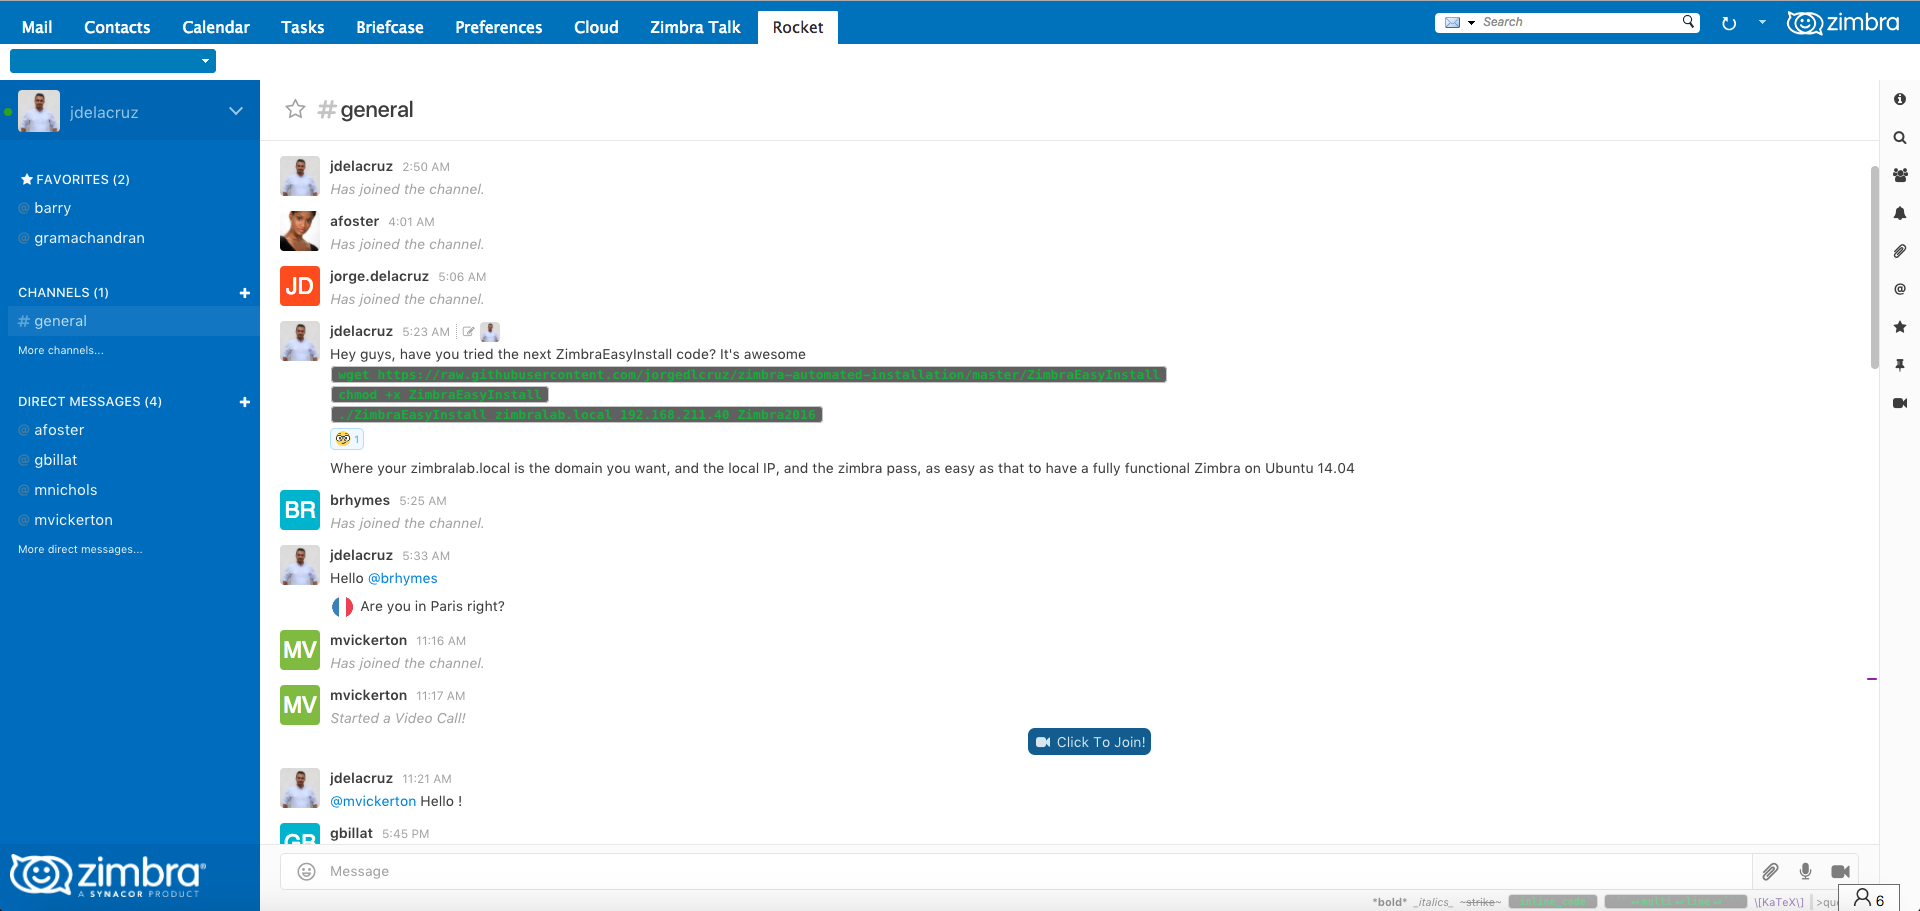 Mail Contacts Calendar Tasks Briefcase Preferences Cloud Zimbra Talk Rocket Search zimbra
jdelacruz
FAVORITES (2)
@ barry
@ gramachandran
CHANNELS (1) +
# general
More channels...
DIRECT MESSAGES (4) +
@ afoster
@ gbillat
@ mnichols
@ mvickerton
More direct messages...
zimbra®
A SYNACOR PRODUCT
#general
jdelacruz 2:50 AM
Has joined the channel.
afoster 4:01 AM
Has joined the channel.
JD jorge.delacruz 5:06 AM
Has joined the channel.
jdelacruz 5:23 AM
Hey guys, have you tried the next ZimbraEasyInstall code? It's awesome
wget https://raw.githubusercontent.com/jorgedlcruz/zimbra-automated-installation/master/ZimbraEasyInstall
chmod +x ZimbraEasyInstall
./ZimbraEasyInstall zimbralab.local 192.168.211.40 Zimbra2016
1
Where your zimbralab.local is the domain you want, and the local IP, and the zimbra pass, as easy as that to have a fully functional Zimbra on Ubuntu 14.04
BR brhymes 5:25 AM
Has joined the channel.
jdelacruz 5:33 AM
Hello @brhymes
Are you in Paris right?
MV mvickerton 11:16 AM
Has joined the channel.
MV mvickerton 11:17 AM
Started a Video Call!
Click To Join!
jdelacruz 11:21 AM
@mvickerton Hello !
GB gbillat 5:45 PM
Message
*bold* _italics_ ~strike~ inline_code \[KaTeX\] >qu
6